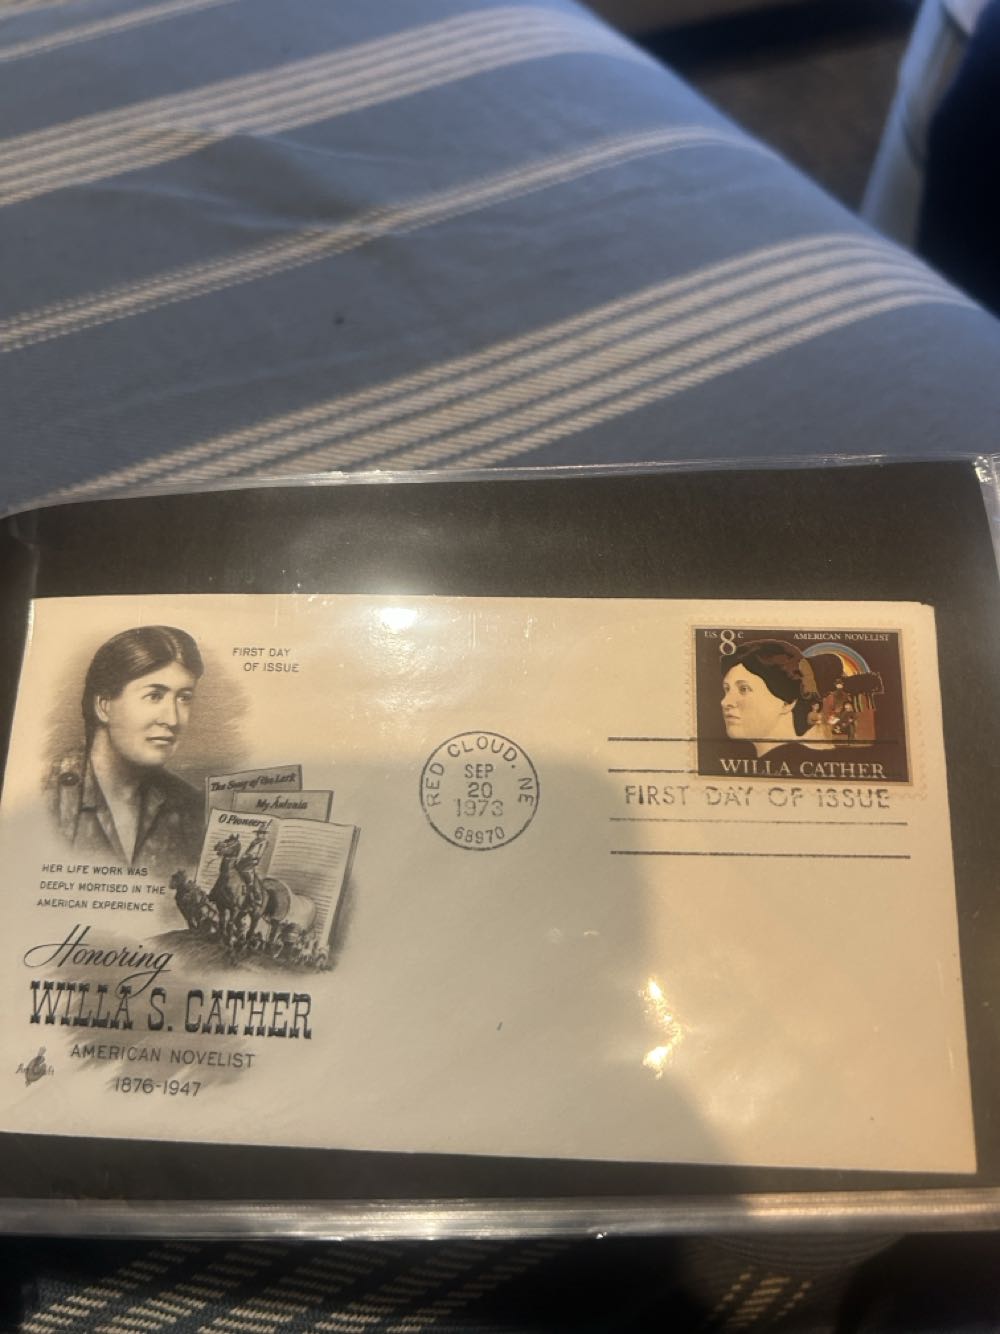 FIRST DAY
OF ISSUE
The Song of the Lark
My Ántonia
O Pioneers!
HER LIFE WORK WAS
DEEPLY MORTISED IN THE
AMERICAN EXPERIENCE
Honoring
WILLA S. CATHER
AMERICAN NOVELIST
1876-1947
ArtCraft
RED CLOUD, NE
SEP
20
1973
68970
US 8c
AMERICAN NOVELIST
WILLA CATHER
FIRST DAY OF ISSUE